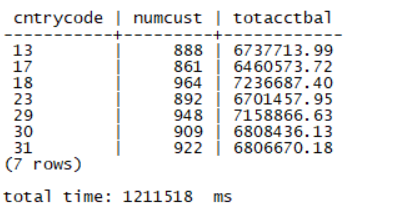 cntrycode | numcust | totacctbal
-----------+---------+------------
13 | 888 | 6737713.99
17 | 861 | 6460573.72
18 | 964 | 7236687.40
23 | 892 | 6701457.95
29 | 948 | 7158866.63
30 | 909 | 6808436.13
31 | 922 | 6806670.18
(7 rows)
total time: 1211518 ms